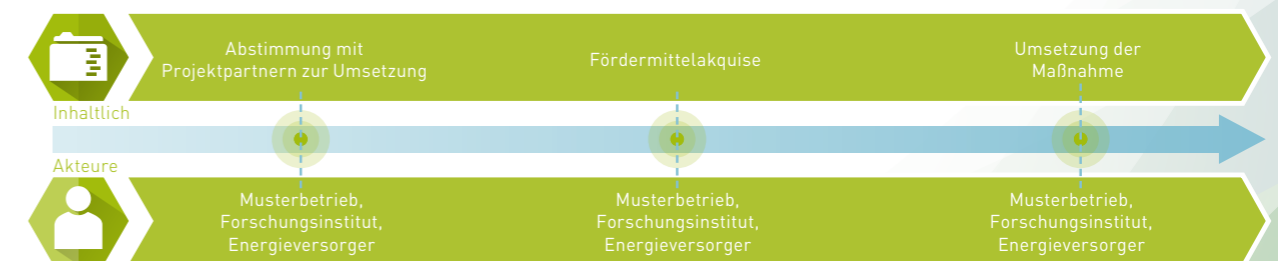 Abstimmung mit
Projektpartnern zur Umsetzung
Fördermittelakquise
Umsetzung der
Maßnahme
Inhaltlich
Akteure
Musterbetrieb,
Forschungsinstitut,
Energieversorger
Musterbetrieb,
Forschungsinstitut,
Energieversorger
Musterbetrieb,
Forschungsinstitut,
Energieversorger